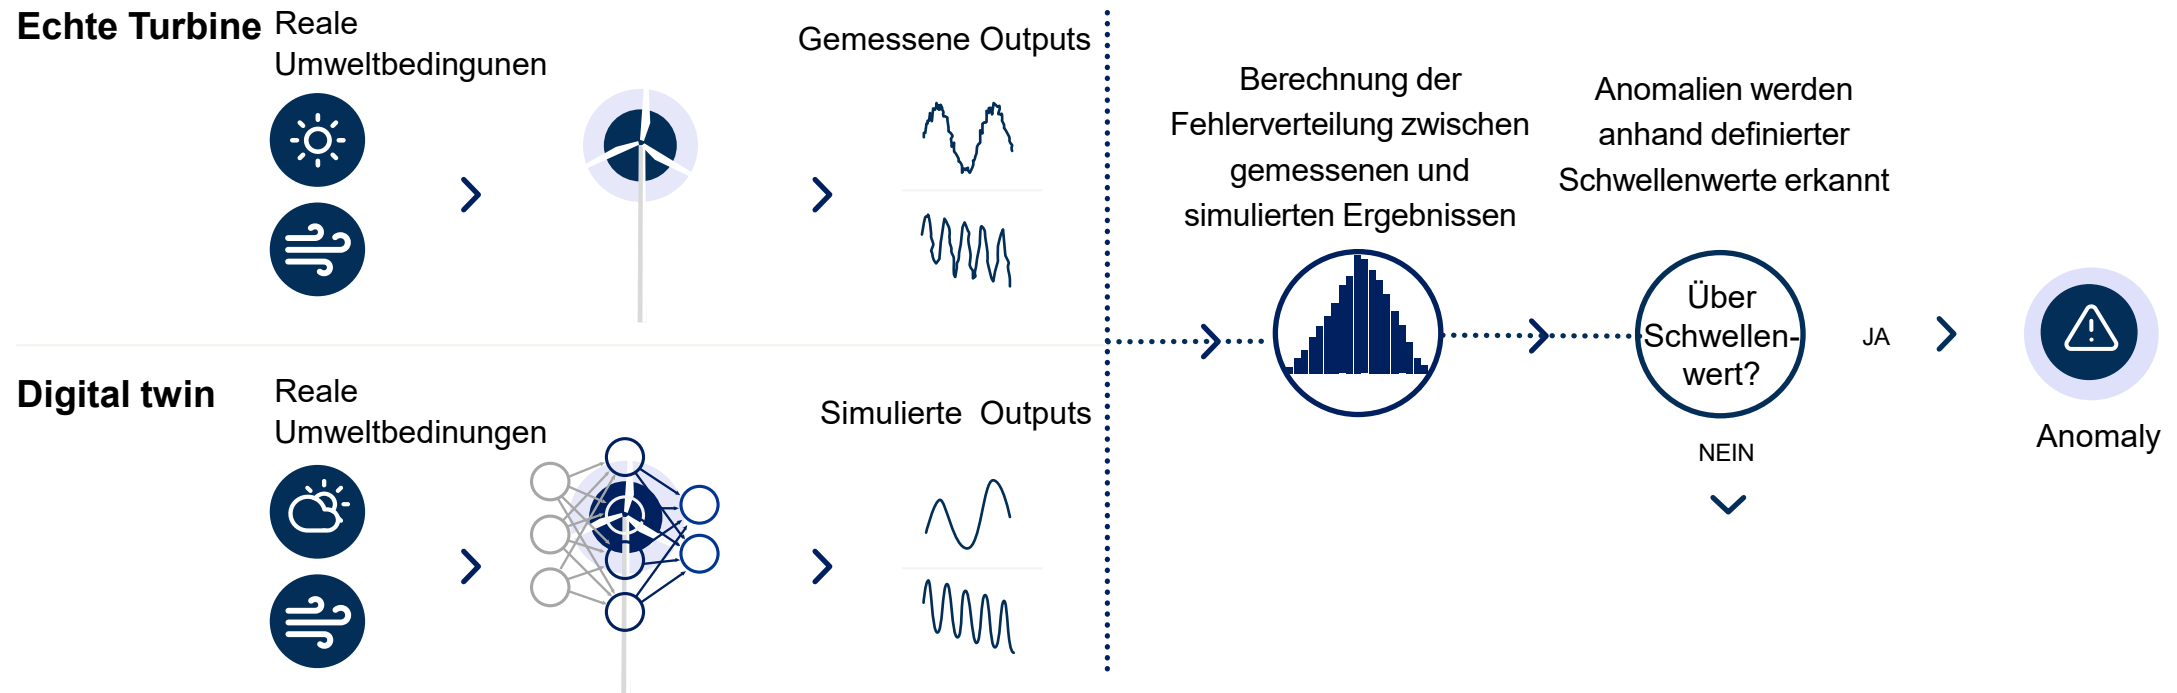 Echte Turbine
Reale
Umweltbedingunen
Gemessene Outputs
Berechnung der
Fehlerverteilung zwischen
gemessenen und
simulierten Ergebnissen
Anomalien werden
anhand definierter
Schwellenwerte erkannt
Über
Schwellen-
wert?
JA
Anomaly
NEIN
Digital twin
Reale
Umweltbedinungen
Simulierte Outputs